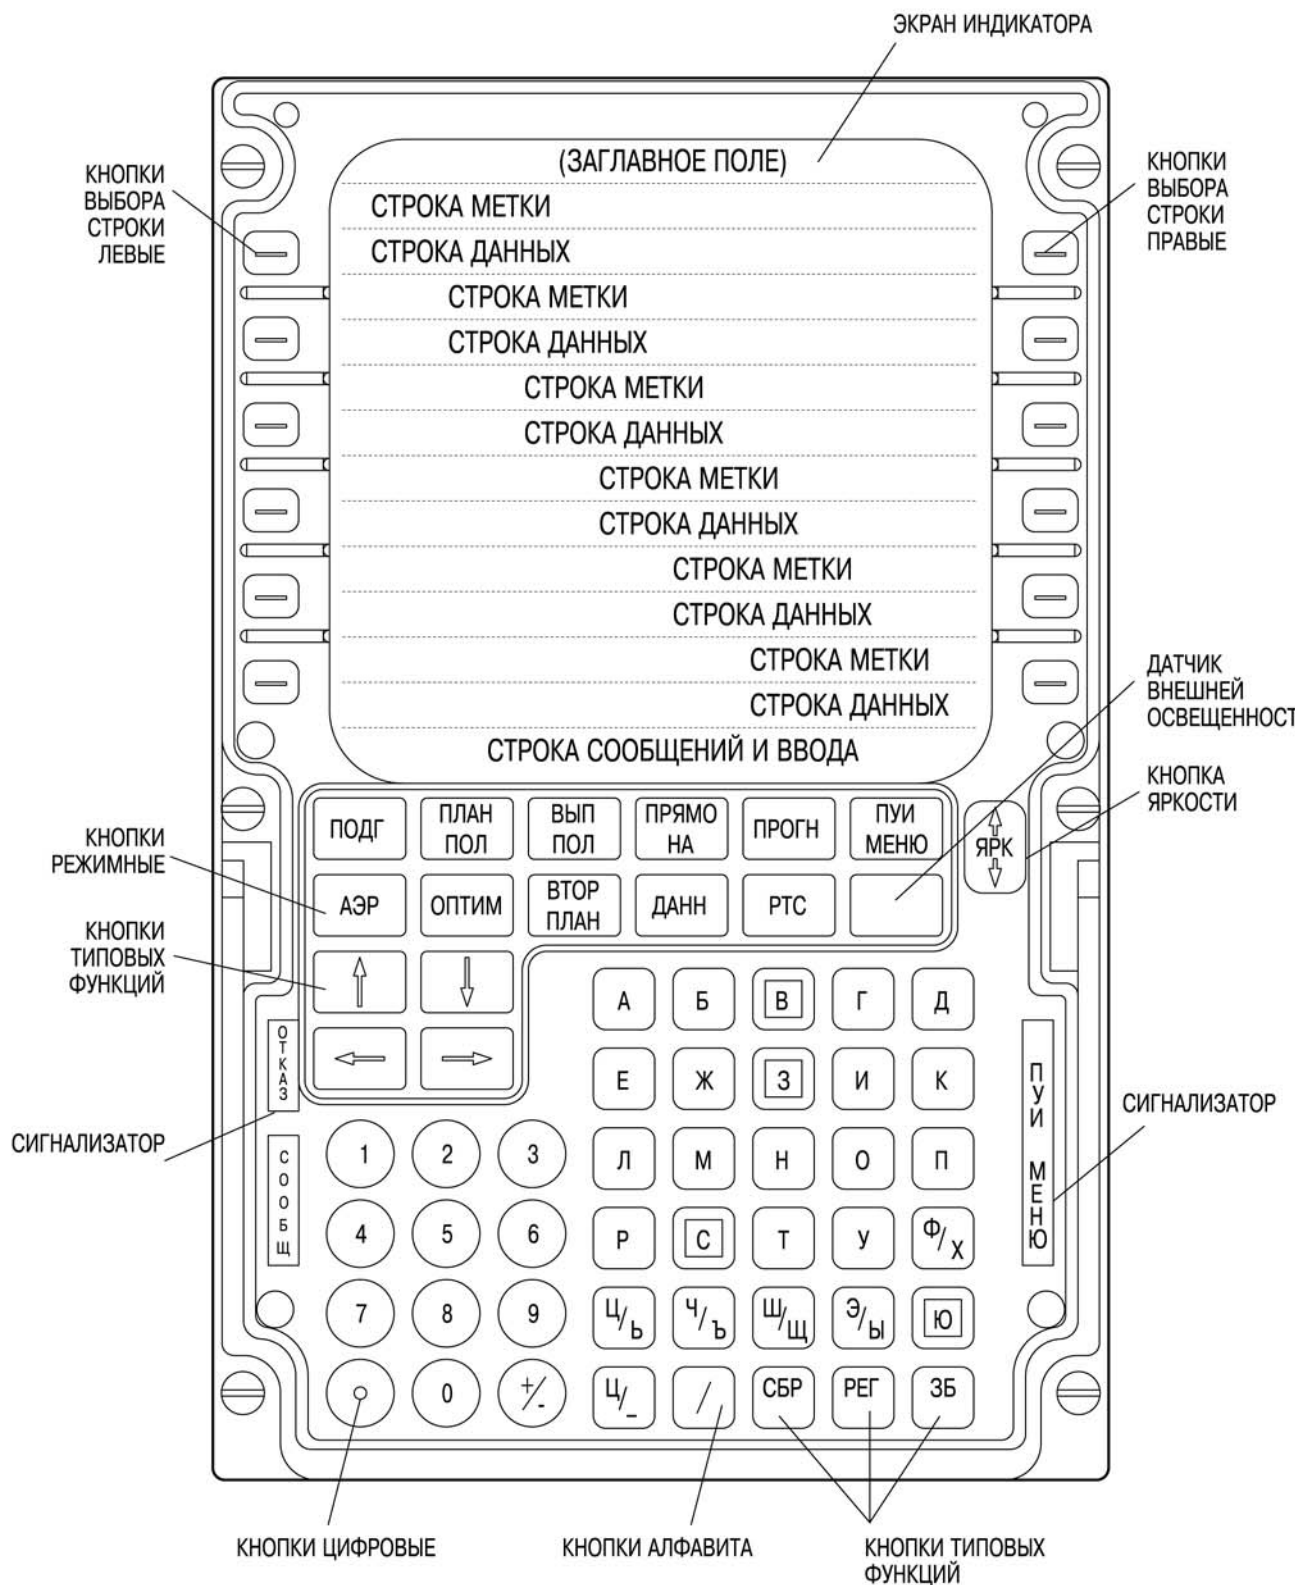 ЭКРАН ИНДИКАТОРА
(ЗАГЛАВНОЕ ПОЛЕ)
КНОПКИ
ВЫБОРА
СТРОКИ
ЛЕВЫЕ
КНОПКИ
ВЫБОРА
СТРОКИ
ПРАВЫЕ
СТРОКА МЕТКИ
СТРОКА ДАННЫХ
СТРОКА МЕТКИ
СТРОКА ДАННЫХ
СТРОКА МЕТКИ
СТРОКА ДАННЫХ
СТРОКА МЕТКИ
СТРОКА ДАННЫХ
СТРОКА МЕТКИ
СТРОКА ДАННЫХ
СТРОКА МЕТКИ
СТРОКА ДАННЫХ
СТРОКА СООБЩЕНИЙ И ВВОДА
ДАТЧИК
ВНЕШНЕЙ
ОСВЕЩЕННОСТ
КНОПКА
ЯРКОСТИ
КНОПКИ
РЕЖИМНЫЕ
КНОПКИ
ТИПОВЫХ
ФУНКЦИЙ
ПОДГ
ПЛАН
ПОЛ
ВЫП
ПОЛ
ПРЯМО
НА
ПРОГН
ПУИ
МЕНЮ
ЯРК
АЭР
ОПТИМ
ВТОР
ПЛАН
ДАНН
РТС
А Б В Г Д
Е Ж З И К
Л М Н О П
Р С Т У Ф/Х
Ц/Ь Ч/Ъ Ш/Щ Э/Ы Ю
Ц/_ / СБР РЕГ ЗБ
ОТКАЗ
СООБЩ
СИГНАЛИЗАТОР
1 2 3
4 5 6
7 8 9
0 +/-
ПУИ МЕНЮ
СИГНАЛИЗАТОР
КНОПКИ ЦИФРОВЫЕ
КНОПКИ АЛФАВИТА
КНОПКИ ТИПОВЫХ
ФУНКЦИЙ